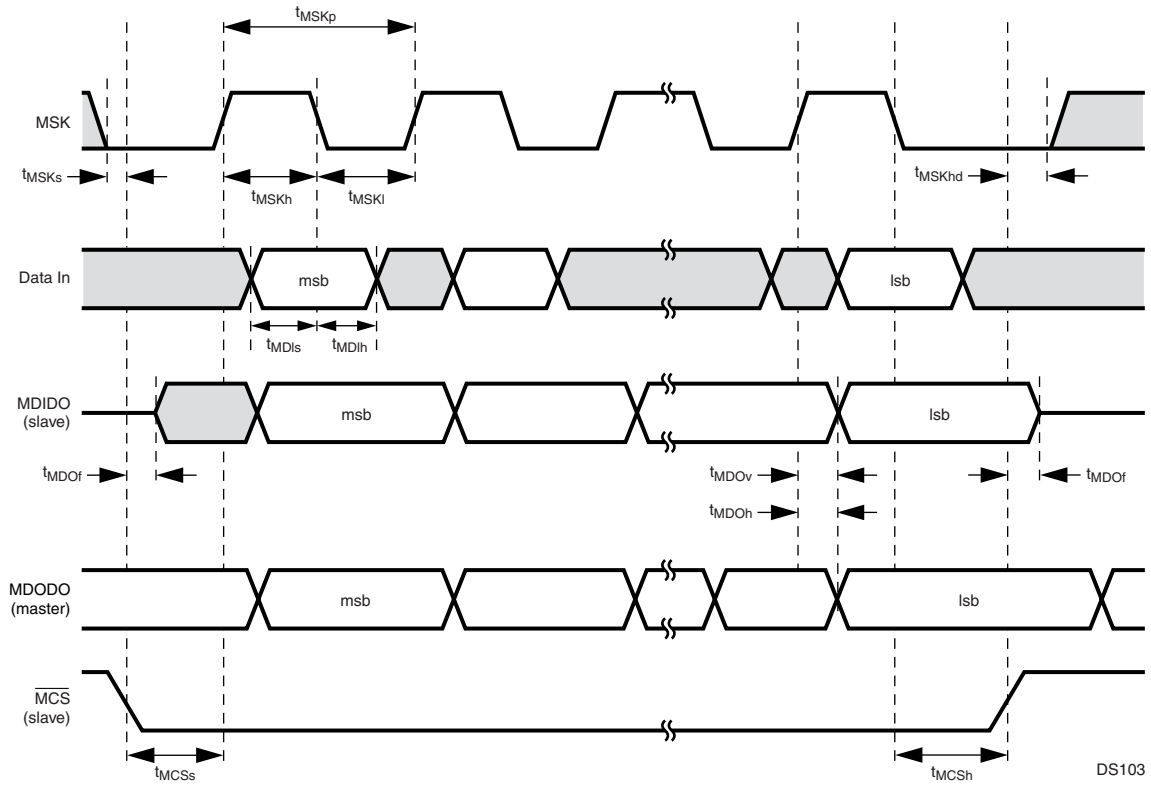 tMSKp
MSK
tMSKs
tMSKh
tMSKl
tMSKhd
Data In
msb
lsb
tMDIs
tMDIh
MDIDO
(slave)
msb
lsb
tMDOf
tMDOv
tMDOf
tMDOh
MDODO
(master)
msb
lsb
MCS
(slave)
tMCSs
tMCSh
DS103